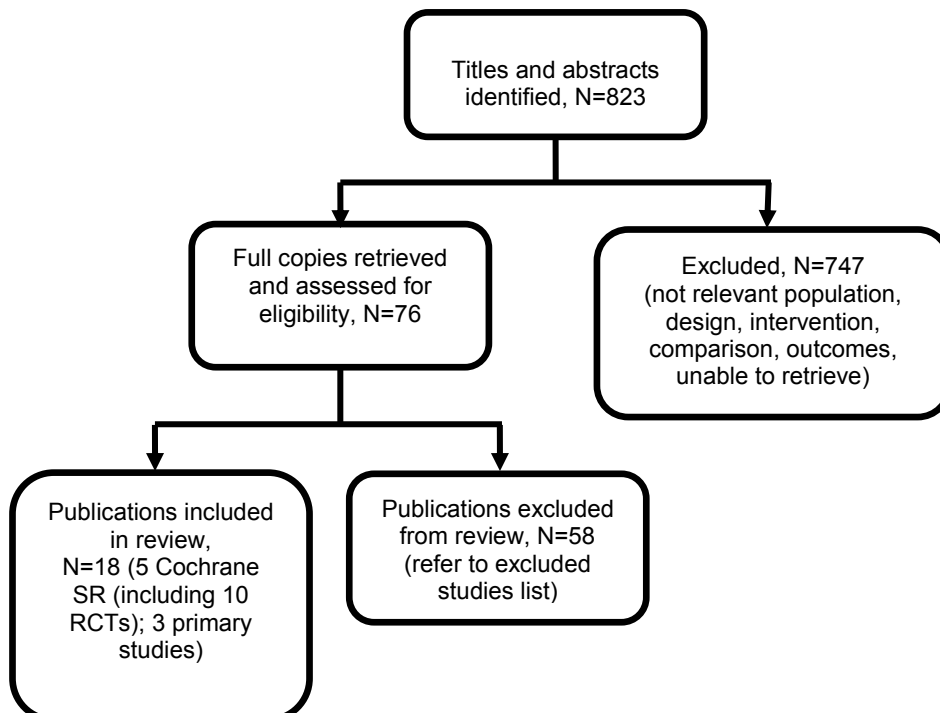 Titles and abstracts
identified, N=823
Full copies retrieved
and assessed for
eligibility, N=76
Excluded, N=747
(not relevant population,
design, intervention,
comparison, outcomes,
unable to retrieve)
Publications included
in review,
N=18 (5 Cochrane
SR (including 10
RCTs); 3 primary
studies)
Publications excluded
from review, N=58
(refer to excluded
studies list)